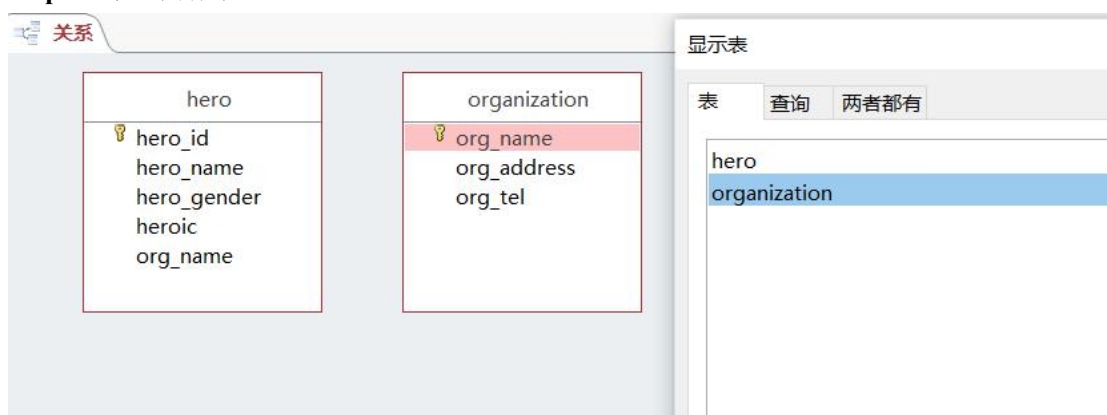 关系
hero
hero_id
hero_name
hero_gender
heroic
org_name
organization
org_name
org_address
org_tel
显示表
表 查询 两者都有
hero
organization